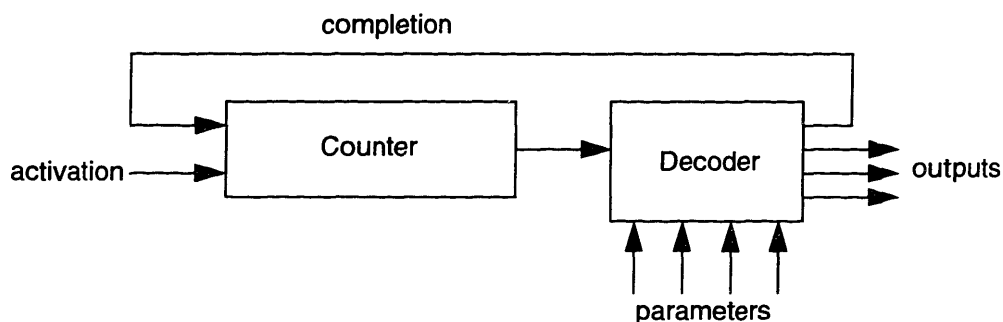 completion
Counter
Decoder
activation
outputs
parameters